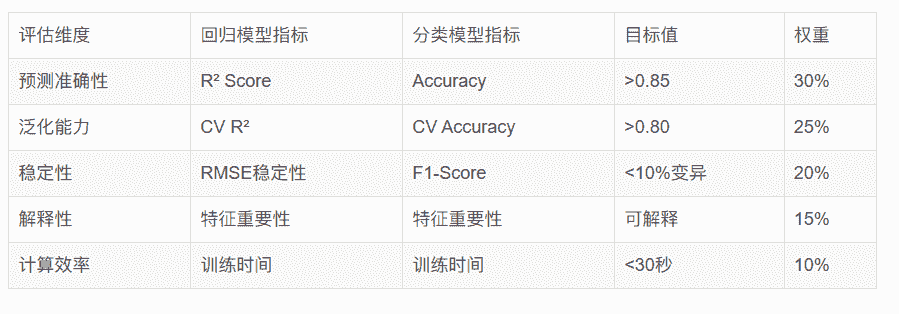 评估维度 回归模型指标 分类模型指标 目标值 权重
预测准确性 R² Score Accuracy >0.85 30%
泛化能力 CV R² CV Accuracy >0.80 25%
稳定性 RMSE稳定性 F1-Score <10%变异 20%
解释性 特征重要性 特征重要性 可解释 15%
计算效率 训练时间 训练时间 <30秒 10%